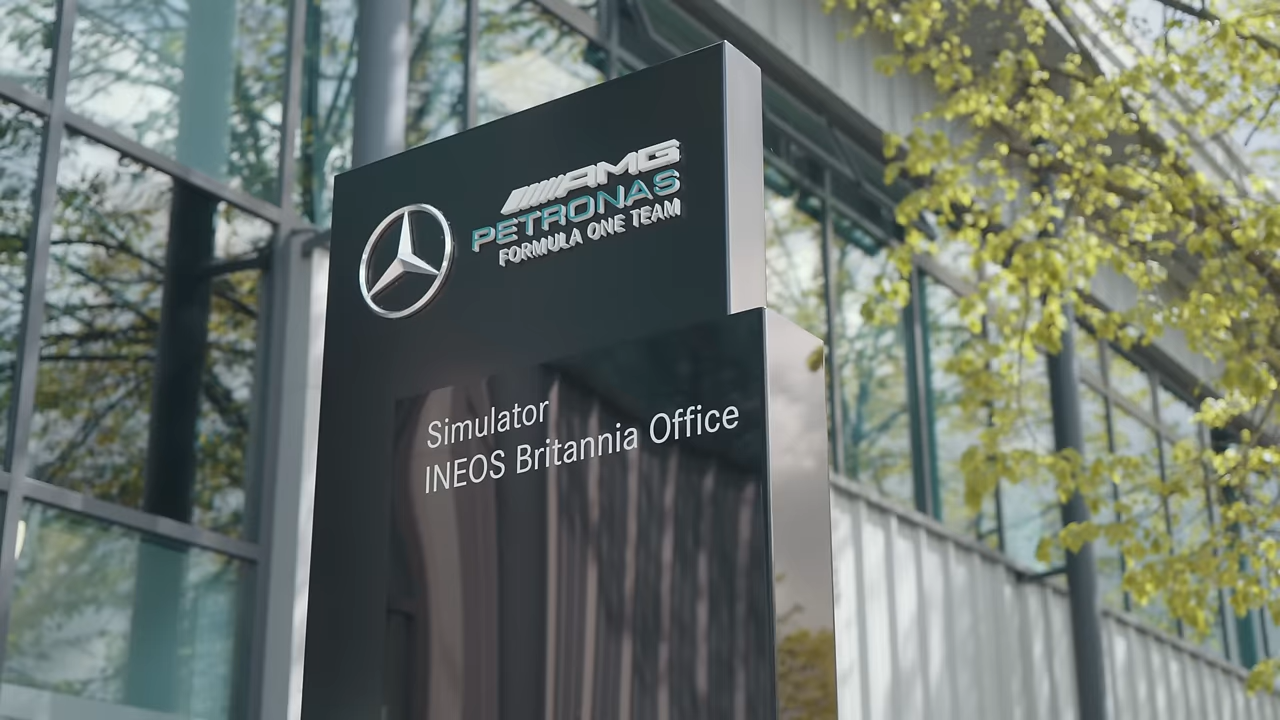 AMG
PETRONAS
FORMULA ONE TEAM
Simulator
INEOS Britannia Office